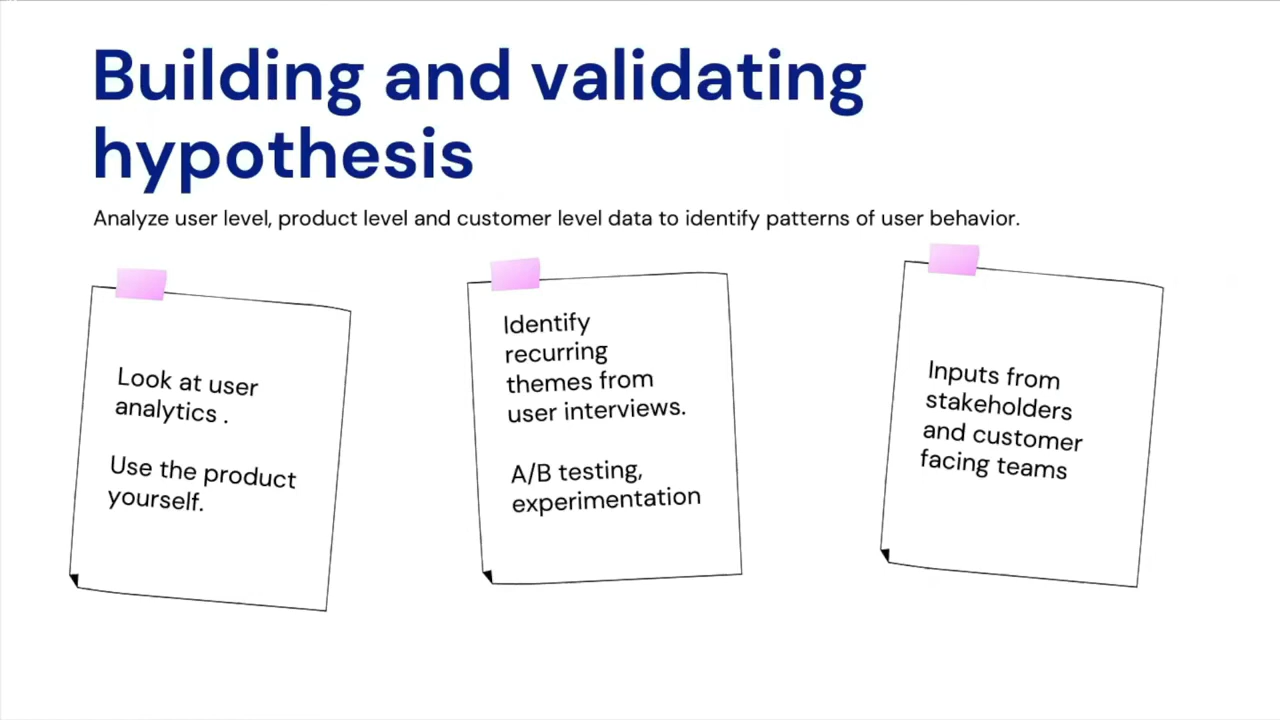 Building and validating
hypothesis
Analyze user level, product level and customer level data to identify patterns of user behavior.
Look at user
analytics .
Use the product
yourself.
Identify
recurring
themes from
user interviews.
A/B testing,
experimentation
Inputs from
stakeholders
and customer
facing teams